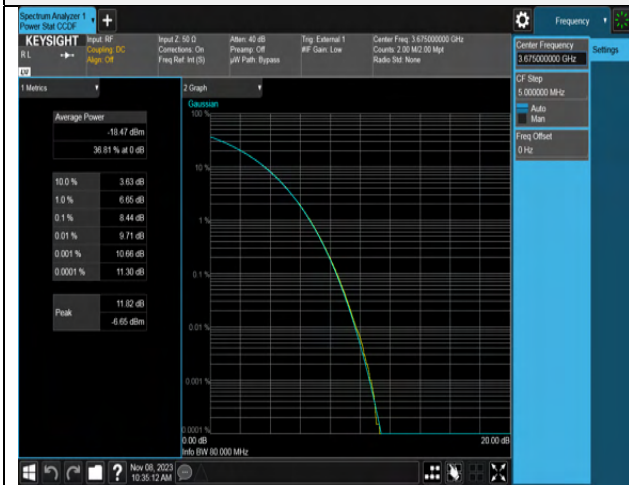 Spectrum Analyzer 1
Power Stat CCDF
Frequency
KEYSIGHT
R L
Input: RF
Coupling: DC
Align: Off
Input Z: 50 Ω
Corrections: On
Freq Ref: Int (S)
Atten: 40 dB
Preamp: Off
µW Path: Bypass
Trig: External 1
#IF Gain: Low
Center Freq: 3.675000000 GHz
Counts: 2.00 M/2.00 Mpt
Radio Std: None
Center Frequency
3.675000000 GHz
Settings
CF Step
5.000000 MHz
Auto
Man
Freq Offset
0 Hz
1 Metrics
Average Power
-18.47 dBm
36.81 % at 0 dB
10.0 % 3.63 dB
1.0 % 6.65 dB
0.1 % 8.44 dB
0.01 % 9.71 dB
0.001 % 10.66 dB
0.0001 % 11.30 dB
Peak
11.82 dB
-6.65 dBm
2 Graph
Gaussian
100 %
10 %
1 %
0.1 %
0.01 %
0.001 %
0.0001 %
0.00 dB
20.00 dB
Info BW 80.000 MHz
?
Nov 08, 2023
10:35:12 AM